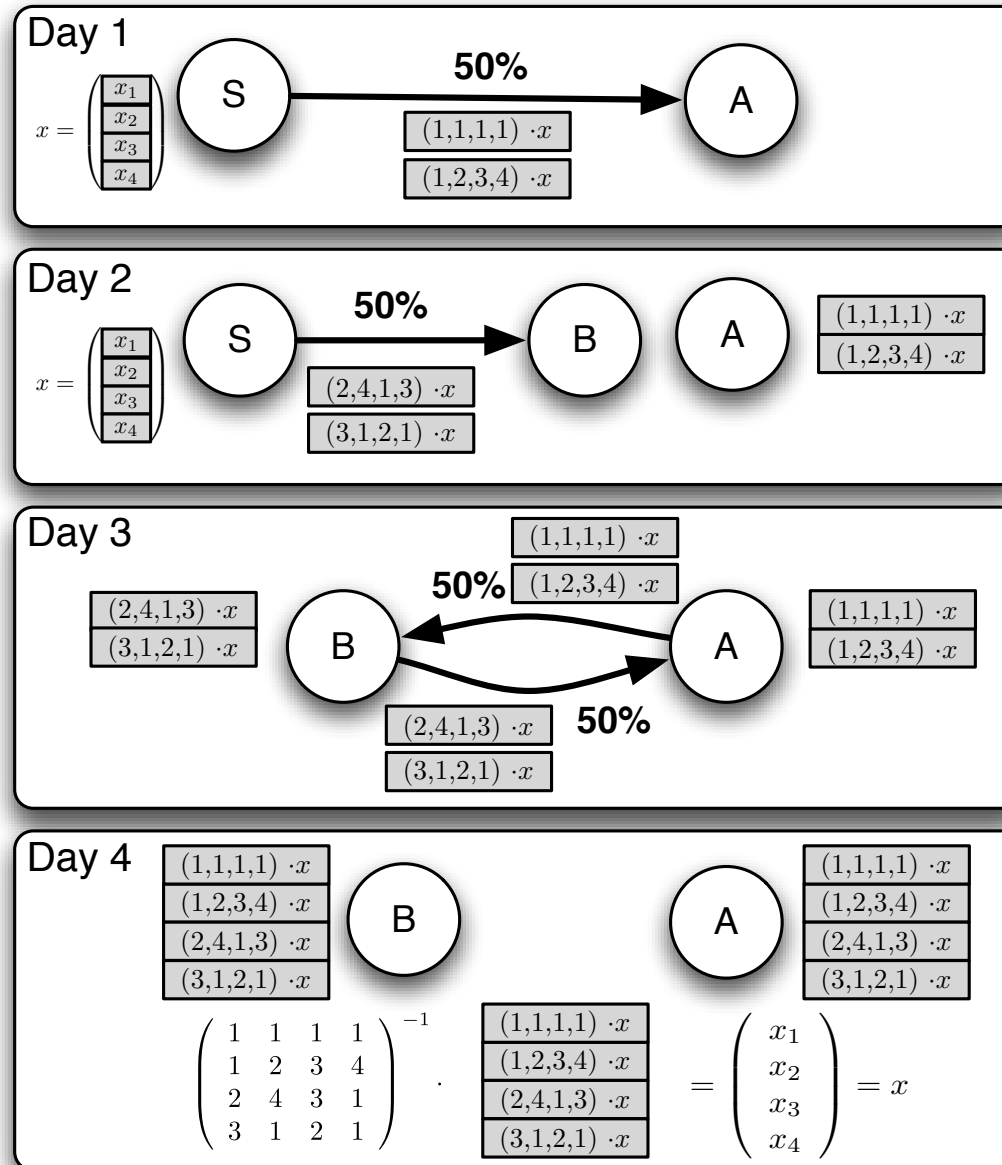 Day 1
50%
S
A
x =
x₁
x₂
x₃
x₄
(1,1,1,1) ·x
(1,2,3,4) ·x
Day 2
50%
S
B
A
x =
x₁
x₂
x₃
x₄
(2,4,1,3) ·x
(3,1,2,1) ·x
(1,1,1,1) ·x
(1,2,3,4) ·x
Day 3
(1,1,1,1) ·x
(1,2,3,4) ·x
50%
(2,4,1,3) ·x
(3,1,2,1) ·x
B
A
(1,1,1,1) ·x
(1,2,3,4) ·x
(2,4,1,3) ·x
(3,1,2,1) ·x
50%
Day 4
(1,1,1,1) ·x
(1,2,3,4) ·x
(2,4,1,3) ·x
(3,1,2,1) ·x
B
A
(1,1,1,1) ·x
(1,2,3,4) ·x
(2,4,1,3) ·x
(3,1,2,1) ·x
( 1 1 1 1
1 2 3 4
2 4 3 1
3 1 2 1 ) −1
·
(1,1,1,1) ·x
(1,2,3,4) ·x
(2,4,1,3) ·x
(3,1,2,1) ·x
=
( x₁
x₂
x₃
x₄ )
= x